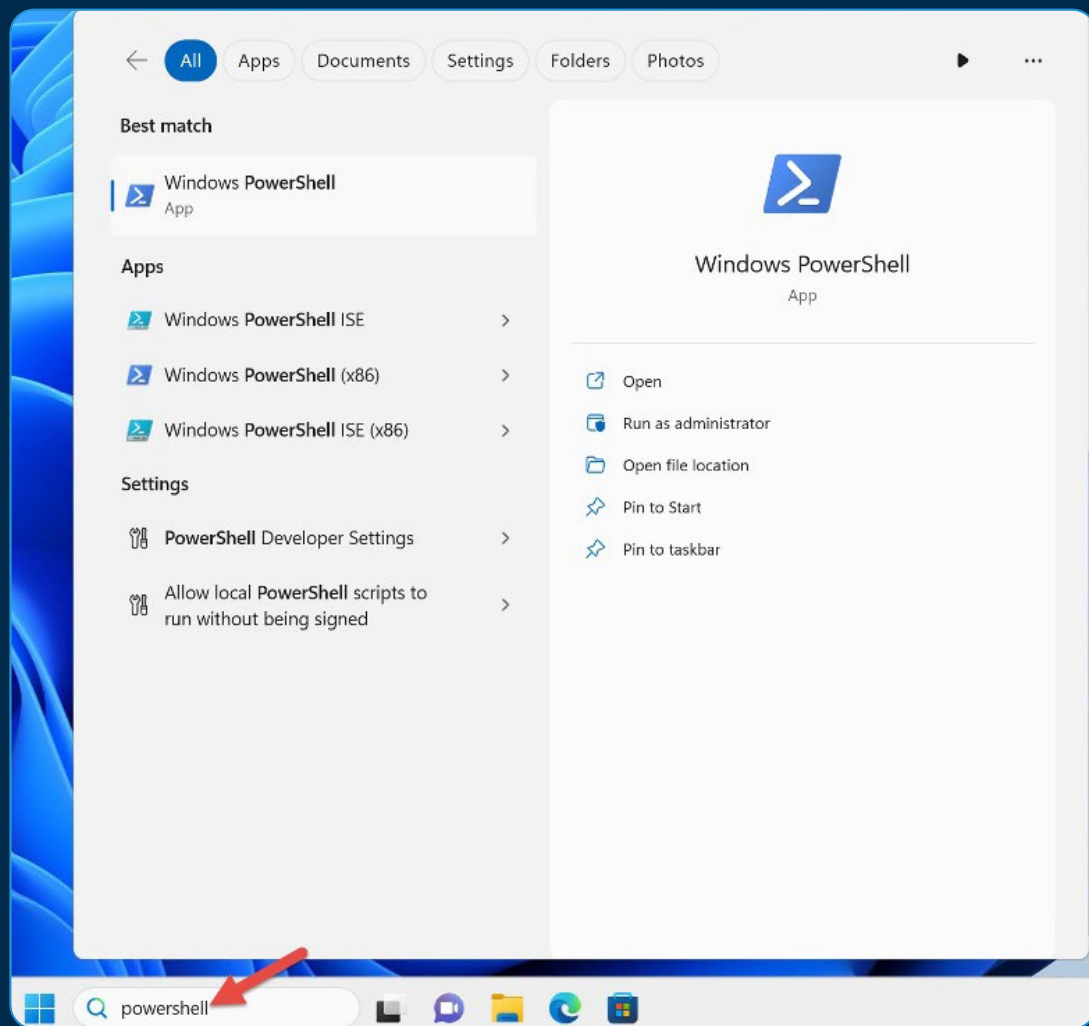 All Apps Documents Settings Folders Photos
Best match
Windows PowerShell
App
Apps
Windows PowerShell ISE
Windows PowerShell (x86)
Windows PowerShell ISE (x86)
Settings
PowerShell Developer Settings
Allow local PowerShell scripts to
run without being signed
Windows PowerShell
App
Open
Run as administrator
Open file location
Pin to Start
Pin to taskbar
powershell